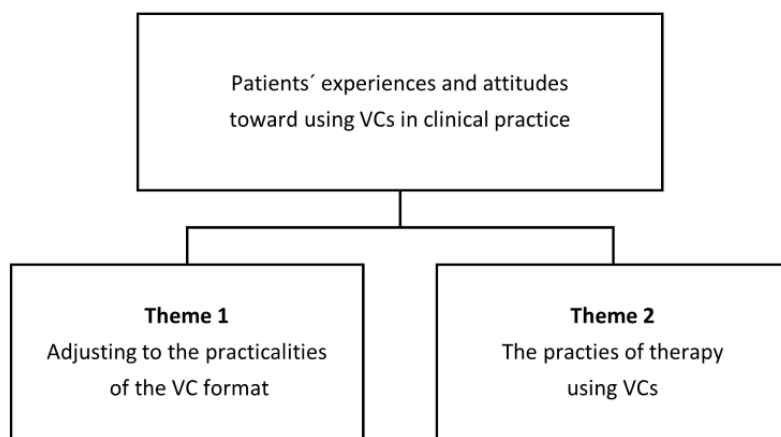 Patients´ experiences and attitudes
toward using VCs in clinical practice
Theme 1
Adjusting to the practicalities
of the VC format
Theme 2
The practies of therapy
using VCs